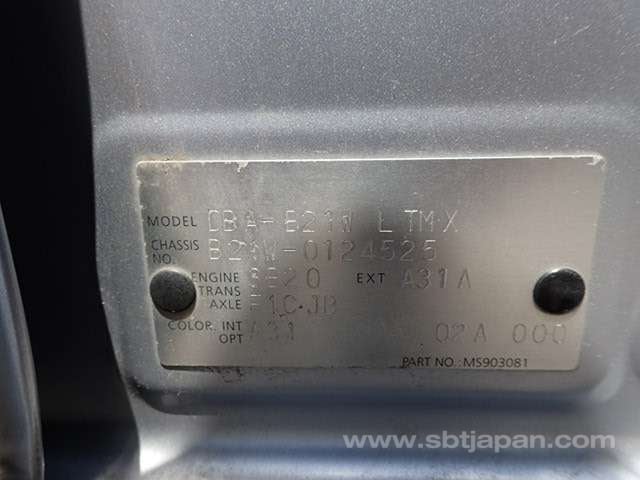 MODEL DBA-B21W LTMX
CHASSIS NO. B21W-0124525
ENGINE 3B20 EXT A31A
TRANS AXLE F1CJB
COLOR, INT OPT A31 02A 000
PART NO.: MS903081
www.sbtjapan.com